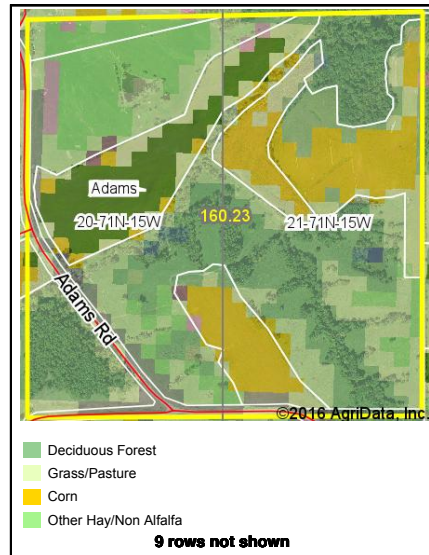 Adams
20-71N-15W
160.23
21-71N-15W
Adams Rd
©2016 AgriData, Inc.
Deciduous Forest
Grass/Pasture
Corn
Other Hay/Non Alfalfa
9 rows not shown